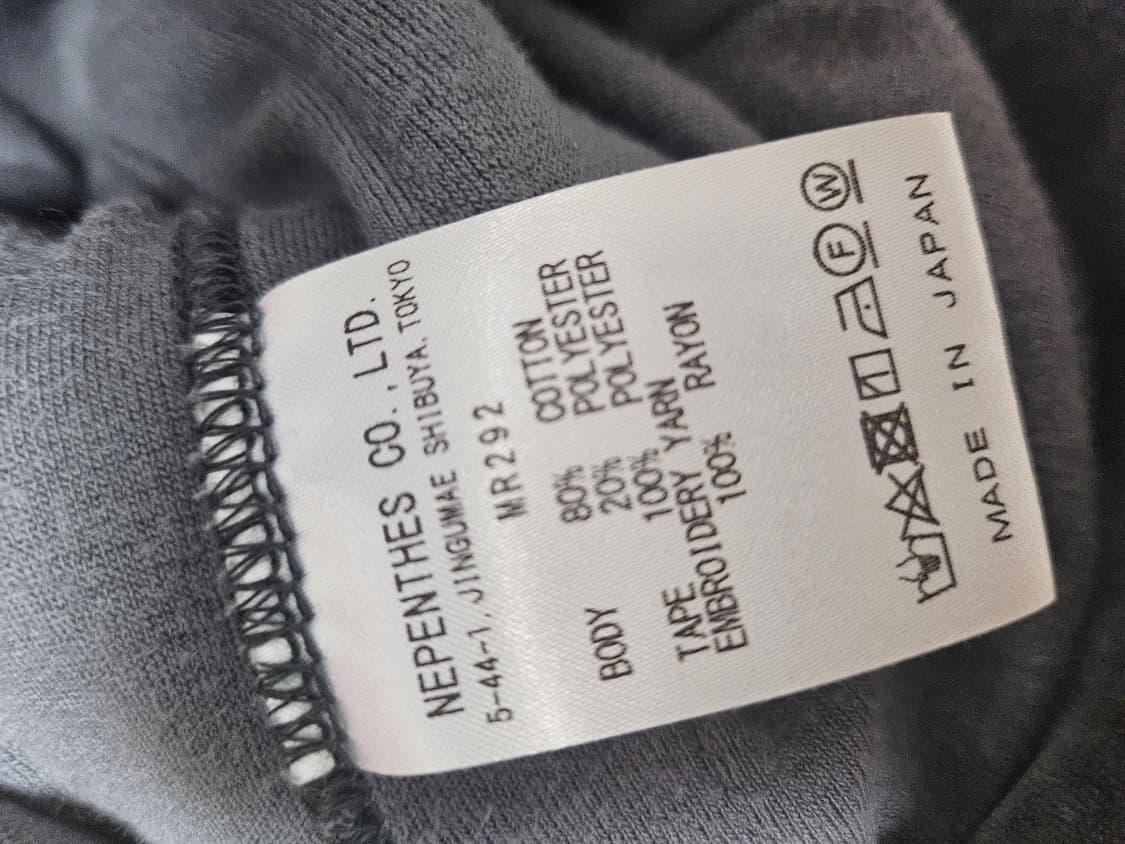 NEPENTHES CO., LTD.
5-44-1, JINGUMAE SHIBUYA. TOKYO
MR292
BODY 80% COTTON
20% POLYESTER
TAPE 100% POLYESTER
EMBROIDERY YARN
100% RAYON
F W
MADE IN JAPAN